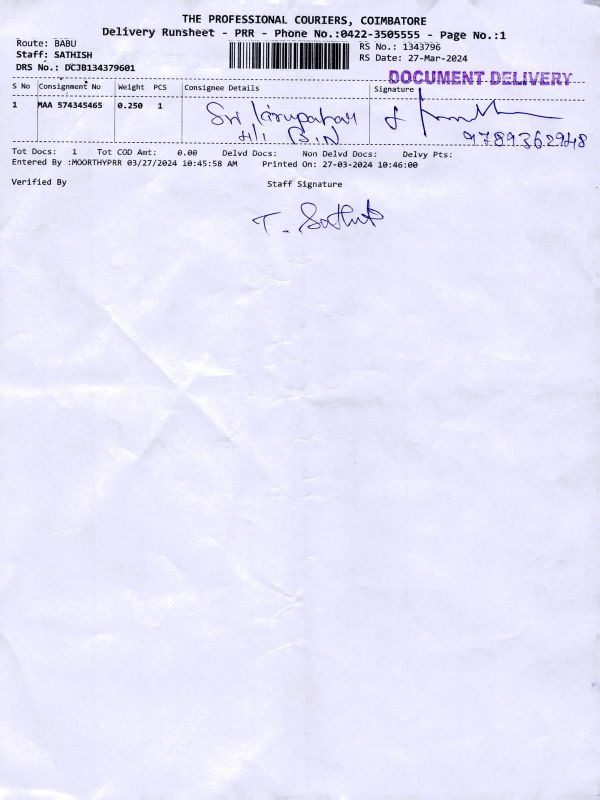 THE PROFESSIONAL COURIERS, COIMBATORE
Delivery Runsheet - PRR - Phone No.:0422-3505555 - Page No.:1
Route: BABU
Staff: SATHISH
DRS No.: DCJB134379601
RS No.: 1343796
RS Date: 27-Mar-2024
DOCUMENT DELIVERY
S No Consignment No Weight PCS Consignee Details Signature
1 MAA 574345465 0.250 1 Sri
9789362948
Tot Docs: 1 Tot COD Amt: 0.00 Delvd Docs: Non Delvd Docs: Delvy Pts:
Entered By :MOORTHYPRR 03/27/2024 10:45:58 AM Printed On: 27-03-2024 10:46:00
Verified By Staff Signature
T. Sathish